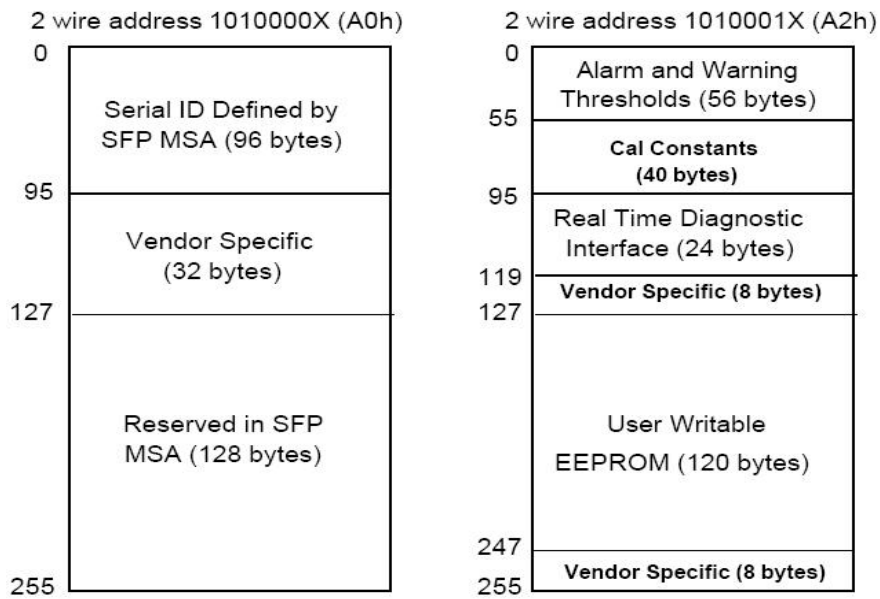 2 wire address 1010000X (A0h)
0
Serial ID Defined by
SFP MSA (96 bytes)
95
Vendor Specific
(32 bytes)
127
Reserved in SFP
MSA (128 bytes)
255
2 wire address 1010001X (A2h)
0
Alarm and Warning
Thresholds (56 bytes)
55
Cal Constants
(40 bytes)
95
Real Time Diagnostic
Interface (24 bytes)
119
Vendor Specific (8 bytes)
127
User Writable
EEPROM (120 bytes)
247
Vendor Specific (8 bytes)
255